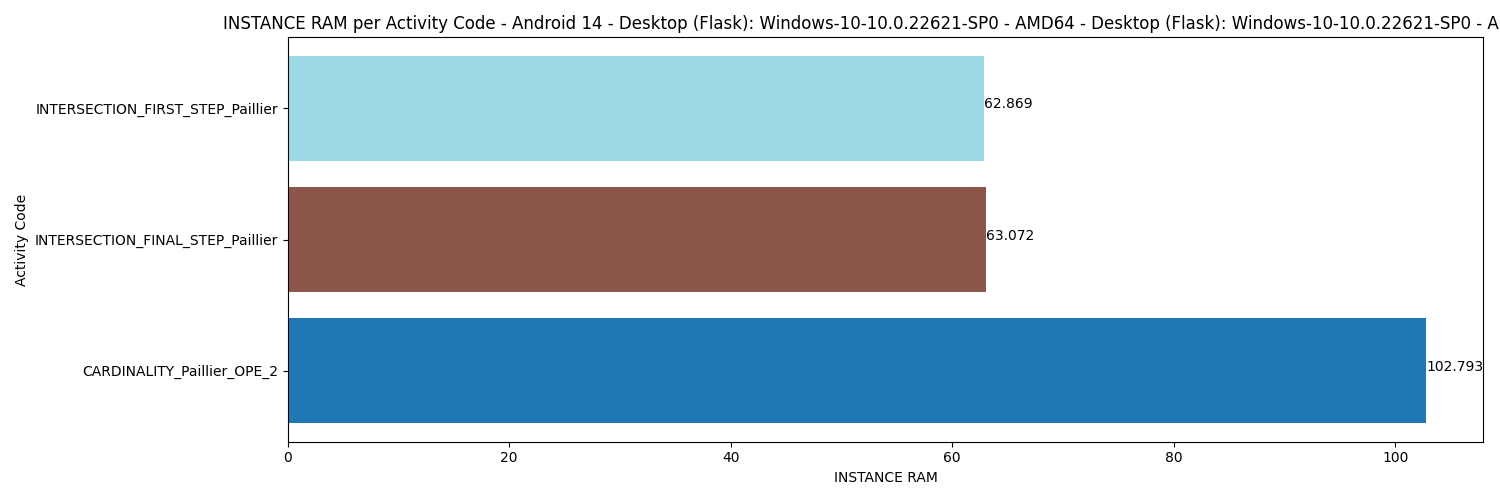 INSTANCE RAM per Activity Code - Android 14 - Desktop (Flask): Windows-10-10.0.22621-SP0 - AMD64 - Desktop (Flask): Windows-10-10.0.22621-SP0 - A
INTERSECTION_FIRST_STEP_Paillier
62.869
INTERSECTION_FINAL_STEP_Paillier
63.072
CARDINALITY_Paillier_OPE_2
102.793
Activity Code
0 20 40 60 80 100
INSTANCE RAM